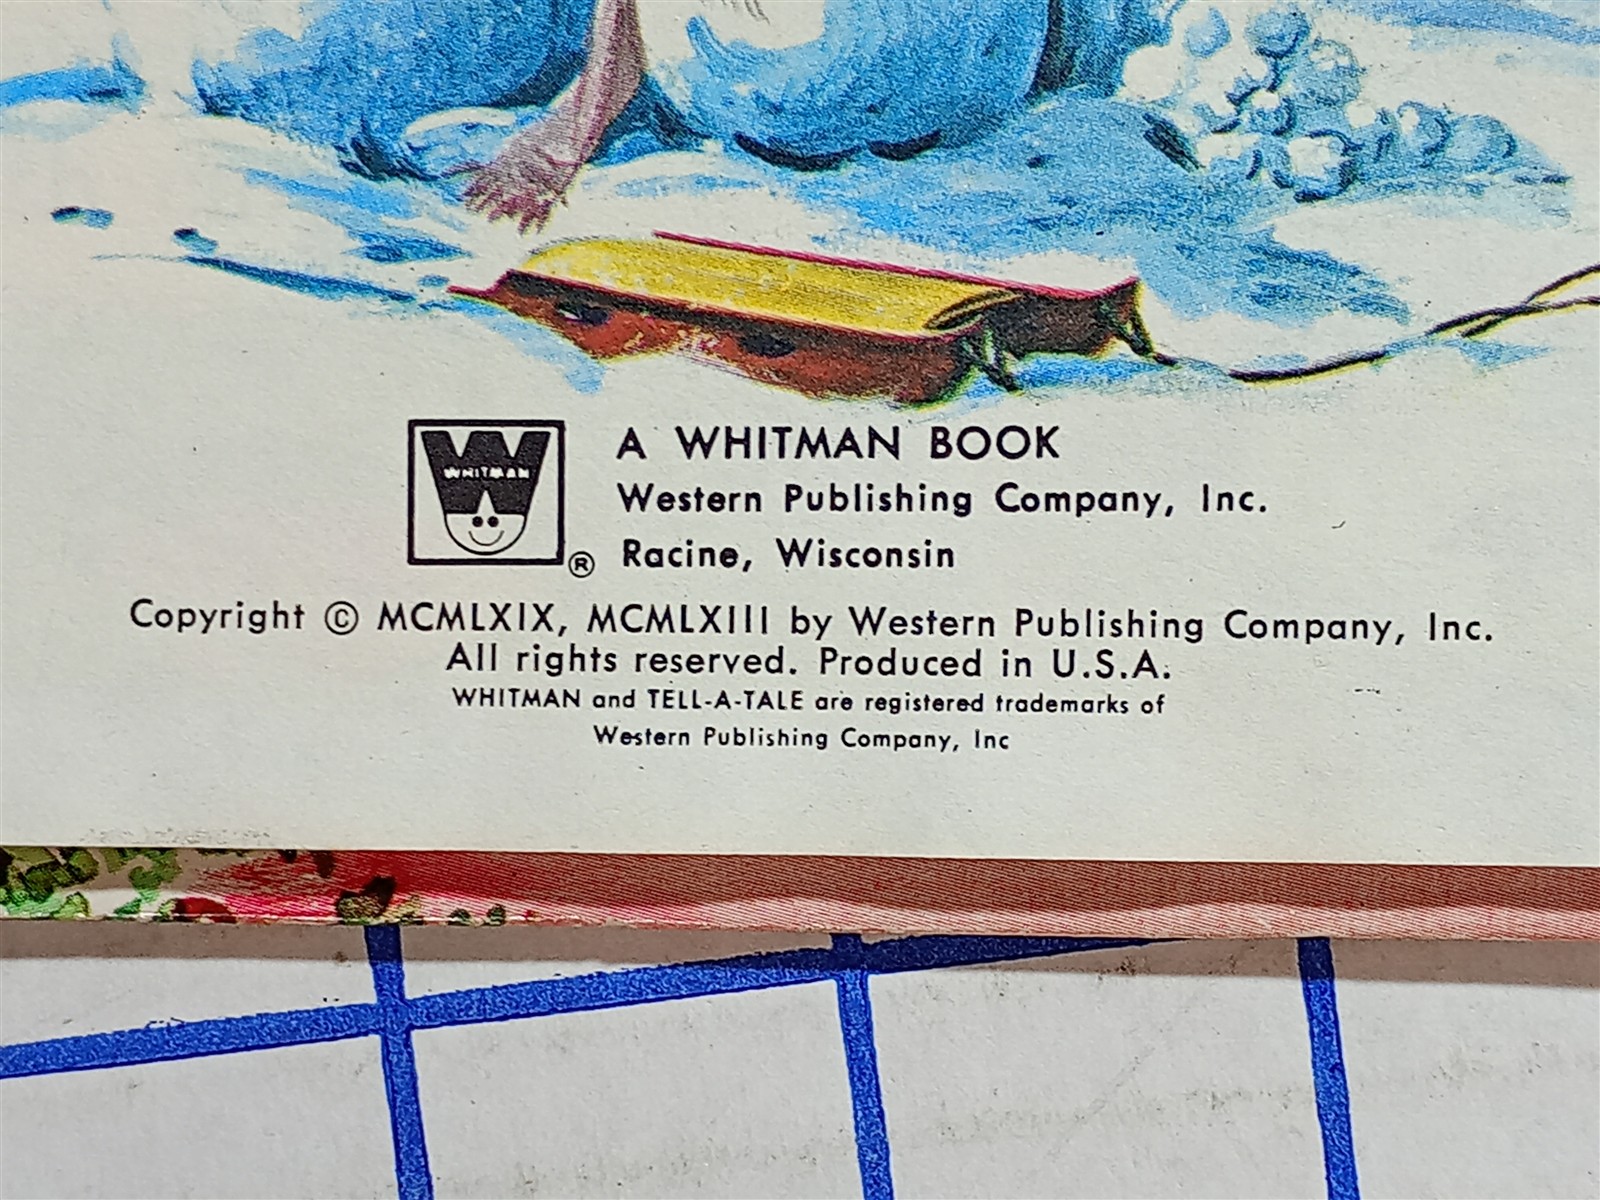 WHITMAN
®
A WHITMAN BOOK
Western Publishing Company, Inc.
Racine, Wisconsin
Copyright © MCMLXIX, MCMLXIII by Western Publishing Company, Inc.
All rights reserved. Produced in U.S.A.
WHITMAN and TELL-A-TALE are registered trademarks of
Western Publishing Company, Inc